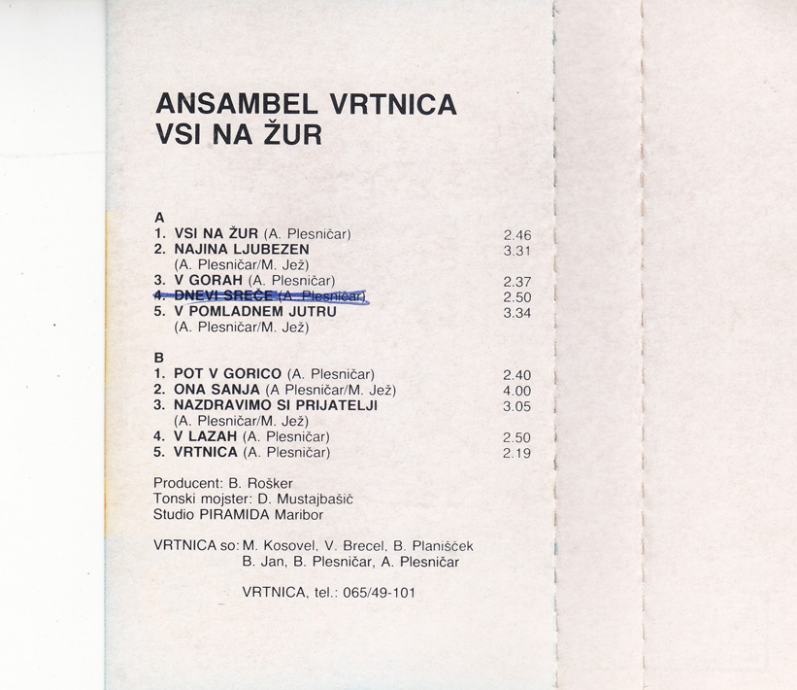 ANSAMBEL VRTNICA
VSI NA ŽUR
A
1. VSI NA ŽUR (A. Plesničar) 2.46
2. NAJINA LJUBEZEN 3.31
(A. Plesničar/M. Jež)
3. V GORAH (A. Plesničar) 2.37
4. DNEVI SREČE (A. Plesničar) 2.50
5. V POMLADNEM JUTRU 3.34
(A. Plesničar/M. Jež)
B
1. POT V GORICO (A. Plesničar) 2.40
2. ONA SANJA (A Plesničar/M. Jež) 4.00
3. NAZDRAVIMO SI PRIJATELJI 3.05
(A. Plesničar/M. Jež)
4. V LAZAH (A. Plesničar) 2.50
5. VRTNICA (A. Plesničar) 2.19
Producent: B. Rošker
Tonski mojster: D. Mustajbašič
Studio PIRAMIDA Maribor
VRTNICA so: M. Kosovel, V. Brecel, B. Planišček
B. Jan, B. Plesničar, A. Plesničar
VRTNICA, tel.: 065/49-101